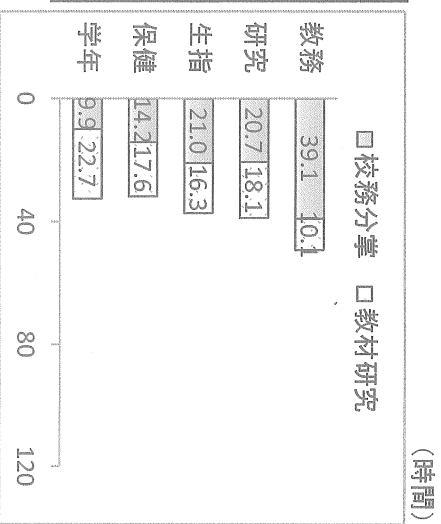 (時間)
□校務分掌 □教材研究
教務 39.1 10.1
研究 20.7 18.1
生指 21.0 16.3
保健 14.2 17.6
学年 9.9 22.7
0 40 80 120